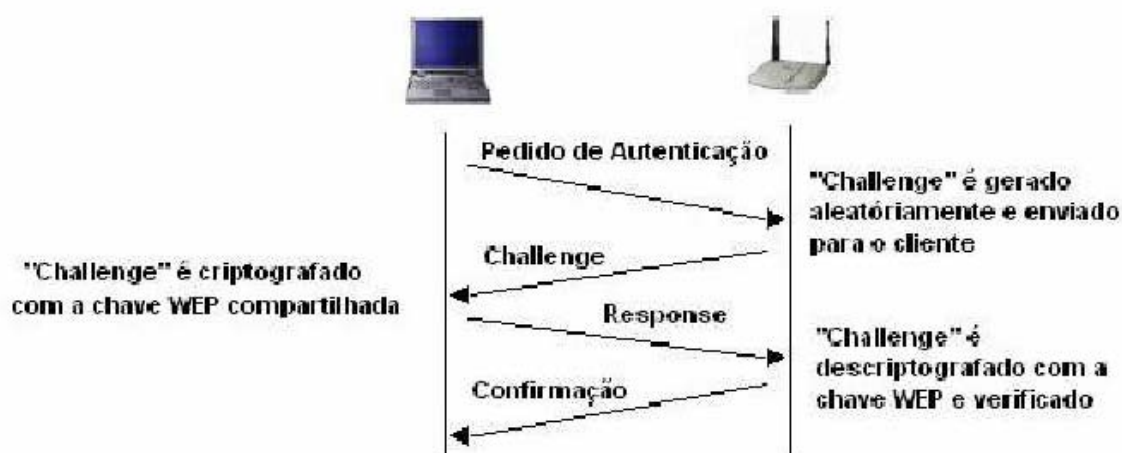 Pedido de Autenticação
"Challenge" é gerado
aleatóriamente e enviado
para o cliente
Challenge
"Challenge" é criptografado
com a chave WEP compartilhada
Response
"Challenge" é
descriptografado com a
chave WEP e verificado
Confirmação